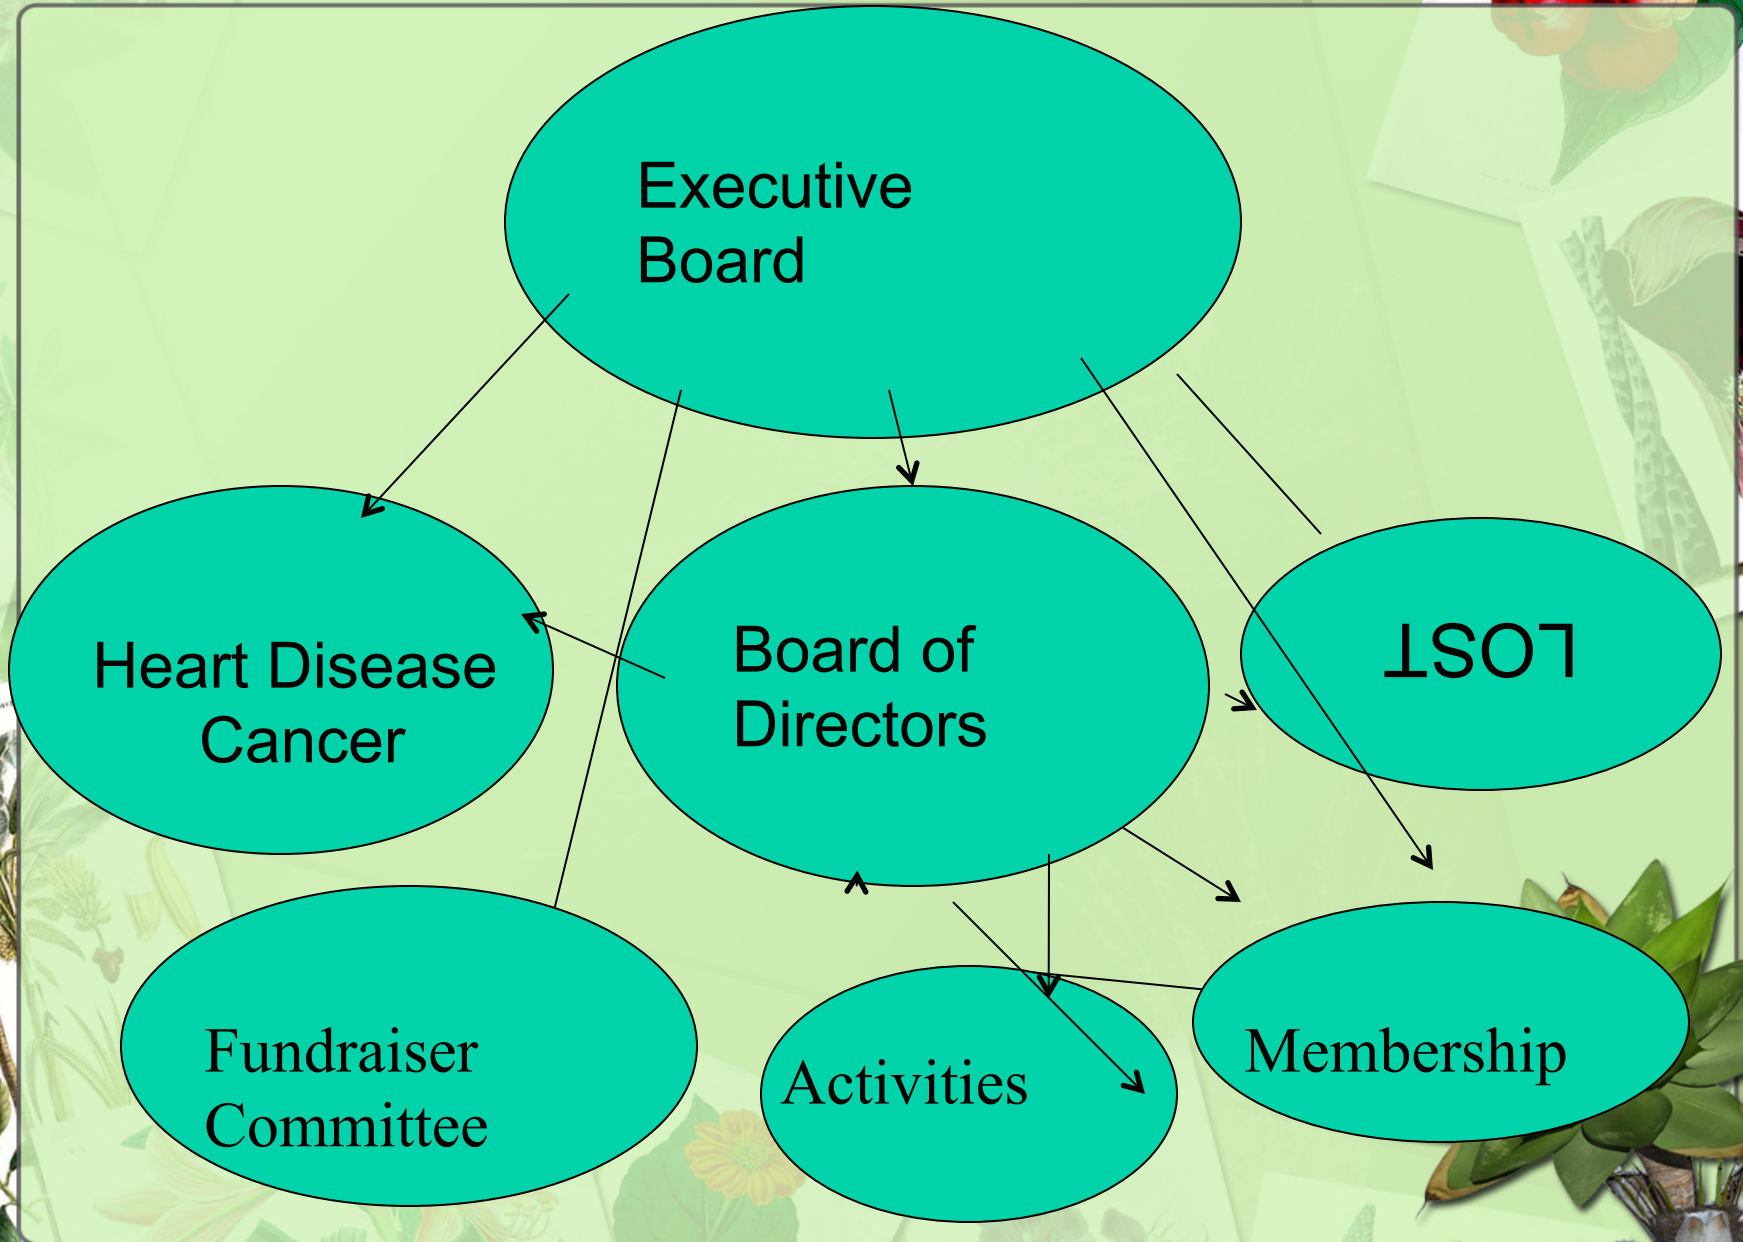 Executive
Board
Heart Disease
Cancer
Board of
Directors
LOST
Fundraiser
Committee
Activities
Membership